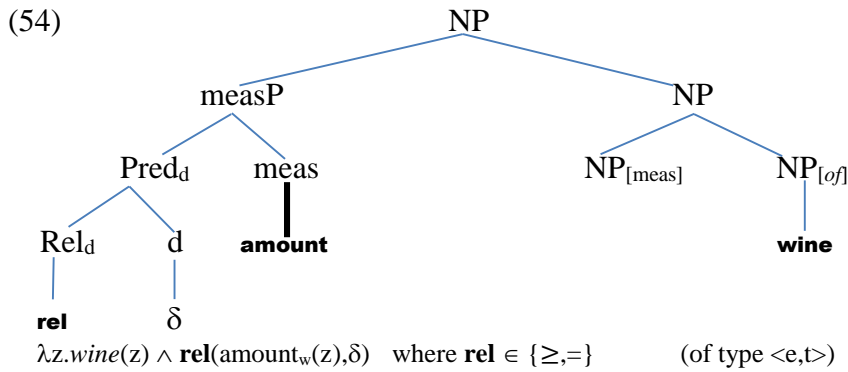 (54) NP
measP NP
Pred_d meas NP_[meas] NP_[of]
Rel_d d amount wine
rel δ
λz.wine(z) ∧ rel(amount_w(z),δ) where rel ∈ {≥,=} (of type <e,t>)